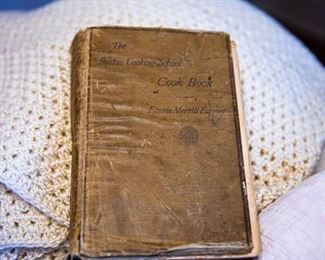 The
Boston Cooking-School
Cook Book
Fannie Merritt Farmer